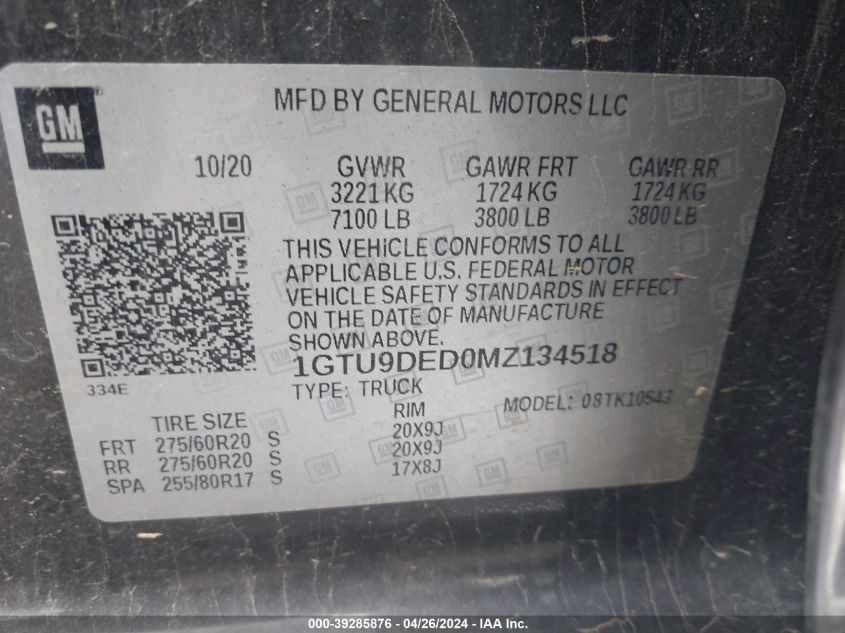 GM
MFD BY GENERAL MOTORS LLC
10/20 GVWR GAWR FRT GAWR RR
3221 KG 1724 KG 1724 KG
7100 LB 3800 LB 3800 LB
THIS VEHICLE CONFORMS TO ALL
APPLICABLE U.S. FEDERAL MOTOR
VEHICLE SAFETY STANDARDS IN EFFECT
ON THE DATE OF MANUFACTURE
SHOWN ABOVE.
1GTU9DED0MZ134518
334E
TYPE: TRUCK MODEL: 08TK10543
TIRE SIZE RIM
FRT 275/60R20 S 20X9J
RR 275/60R20 S 20X9J
SPA 255/80R17 S 17X8J
000-39285876 - 04/26/2024 - IAA Inc.